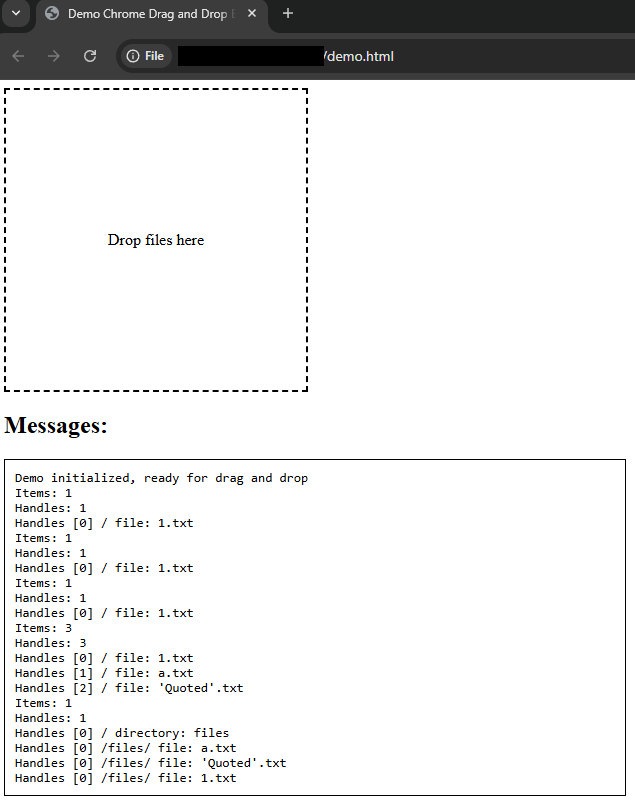 Demo Chrome Drag and Drop
File
/demo.html
Drop files here
Messages:
Demo initialized, ready for drag and drop
Items: 1
Handles: 1
Handles [0] / file: 1.txt
Items: 1
Handles: 1
Handles [0] / file: 1.txt
Items: 1
Handles: 1
Handles [0] / file: 1.txt
Items: 3
Handles: 3
Handles [0] / file: 1.txt
Handles [1] / file: a.txt
Handles [2] / file: 'Quoted'.txt
Items: 1
Handles: 1
Handles [0] / directory: files
Handles [0] /files/ file: a.txt
Handles [0] /files/ file: 'Quoted'.txt
Handles [0] /files/ file: 1.txt